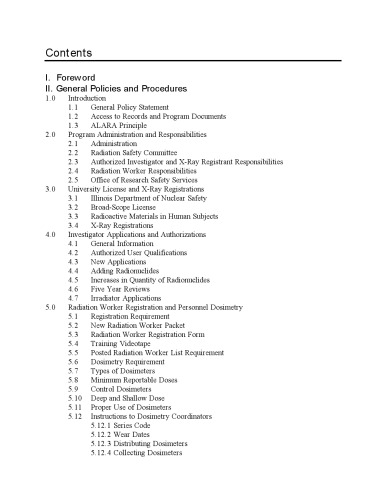 Contents
I. Foreword
II. General Policies and Procedures
1.0 Introduction
1.1 General Policy Statement
1.2 Access to Records and Program Documents
1.3 ALARA Principle
2.0 Program Administration and Responsibilities
2.1 Administration
2.2 Radiation Safety Committee
2.3 Authorized Investigator and X-Ray Registrant Responsibilities
2.4 Radiation Worker Responsibilities
2.5 Office of Research Safety Services
3.0 University License and X-Ray Registrations
3.1 Illinois Department of Nuclear Safety
3.2 Broad-Scope License
3.3 Radioactive Materials in Human Subjects
3.4 X-Ray Registrations
4.0 Investigator Applications and Authorizations
4.1 General Information
4.2 Authorized User Qualifications
4.3 New Applications
4.4 Adding Radionuclides
4.5 Increases in Quantity of Radionuclides
4.6 Five Year Reviews
4.7 Irradiator Applications
5.0 Radiation Worker Registration and Personnel Dosimetry
5.1 Registration Requirement
5.2 New Radiation Worker Packet
5.3 Radiation Worker Registration Form
5.4 Training Videotape
5.5 Posted Radiation Worker List Requirement
5.6 Dosimetry Requirement
5.7 Types of Dosimeters
5.8 Minimum Reportable Doses
5.9 Control Dosimeters
5.10 Deep and Shallow Dose
5.11 Proper Use of Dosimeters
5.12 Instructions to Dosimetry Coordinators
5.12.1 Series Code
5.12.2 Wear Dates
5.12.3 Distributing Dosimeters
5.12.4 Collecting Dosimeters